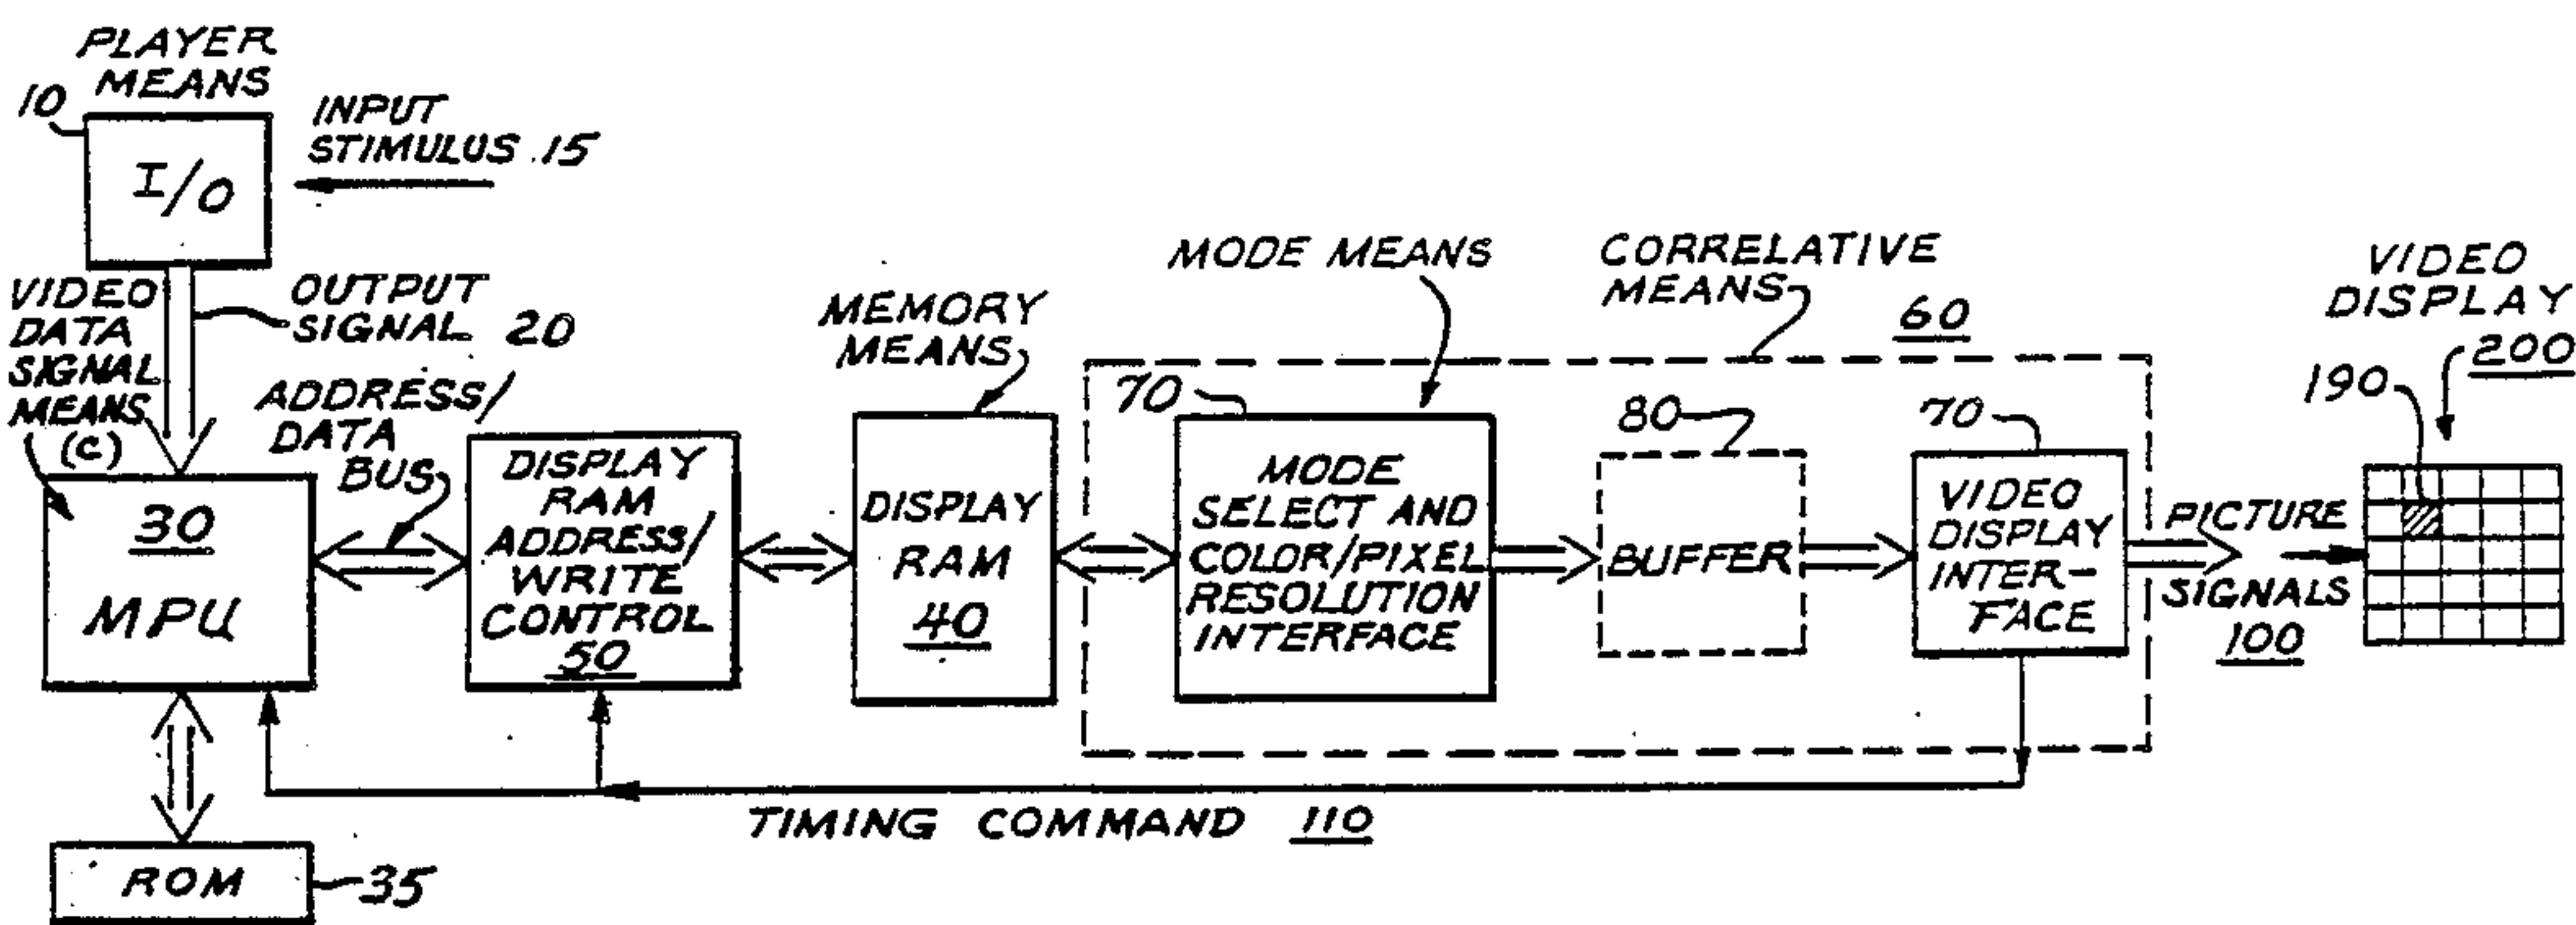 PLAYER
MEANS
10
I/O
INPUT
STIMULUS 15
VIDEO
DATA
SIGNAL
MEANS
(C)
OUTPUT
SIGNAL 20
ADDRESS/
DATA
BUS
30
MPU
ROM
35
DISPLAY
RAM
ADDRESS/
WRITE
CONTROL
50
MEMORY
MEANS
DISPLAY
RAM
40
MODE MEANS
CORRELATIVE
MEANS
60
70
MODE
SELECT AND
COLOR/PIXEL
RESOLUTION
INTERFACE
80
BUFFER
70
VIDEO
DISPLAY
INTER-
FACE
PICTURE
SIGNALS
100
VIDEO
DISPLAY
200
190
TIMING COMMAND 110